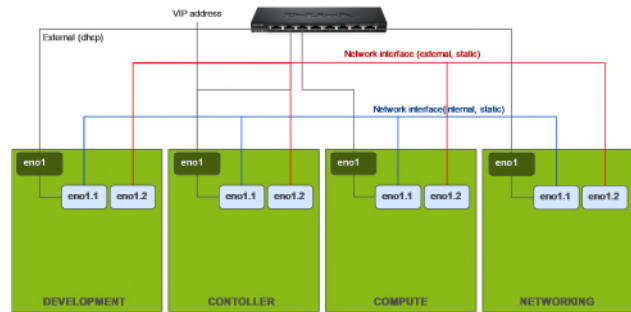 VIP address
External (dhcp)
Network interface (external, static)
Network interface(internal, static)
eno1
eno1.1
eno1.2
eno1
eno1.1
eno1.2
eno1
eno1.1
eno1.2
eno1
eno1.1
eno1.2
DEVELOPMENT
CONTOLLER
COMPUTE
NETWORKING